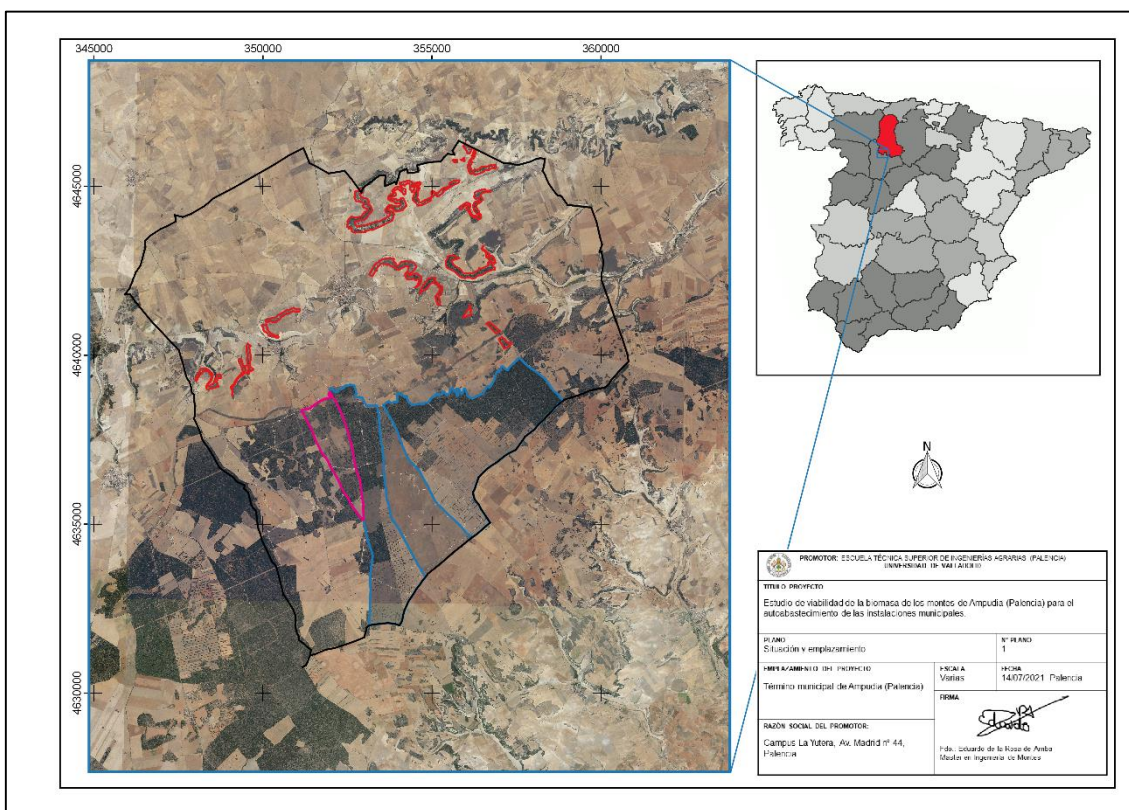 345000 350000 355000 360000
4645000
4640000
4635000
4630000
N
PROMOTOR: ESCUELA TÉCNICA SUPERIOR DE INGENIERÍAS AGRARIAS (PALENCIA)
UNIVERSIDAD DE VALLADOLID
TITULO PROYECTO
Estudio de viabilidad de la biomasa de los montes de Ampudia (Palencia) para el
autoabastecimiento de las instalaciones municipales.
PLANO
Situación y emplazamiento
Nº PLANO
1
EMPLAZAMIENTO DEL PROYECTO
Término municipal de Ampudia (Palencia)
ESCALA
Varias
FECHA
14/07/2021 Palencia
RAZÓN SOCIAL DEL PROMOTOR:
Campus La Yutera, Av. Madrid nº 44,
Palencia
FIRMA
Eduardo
Fdo.: Eduardo de la Rosa de Arriba
Master en Ingeniería de Montes